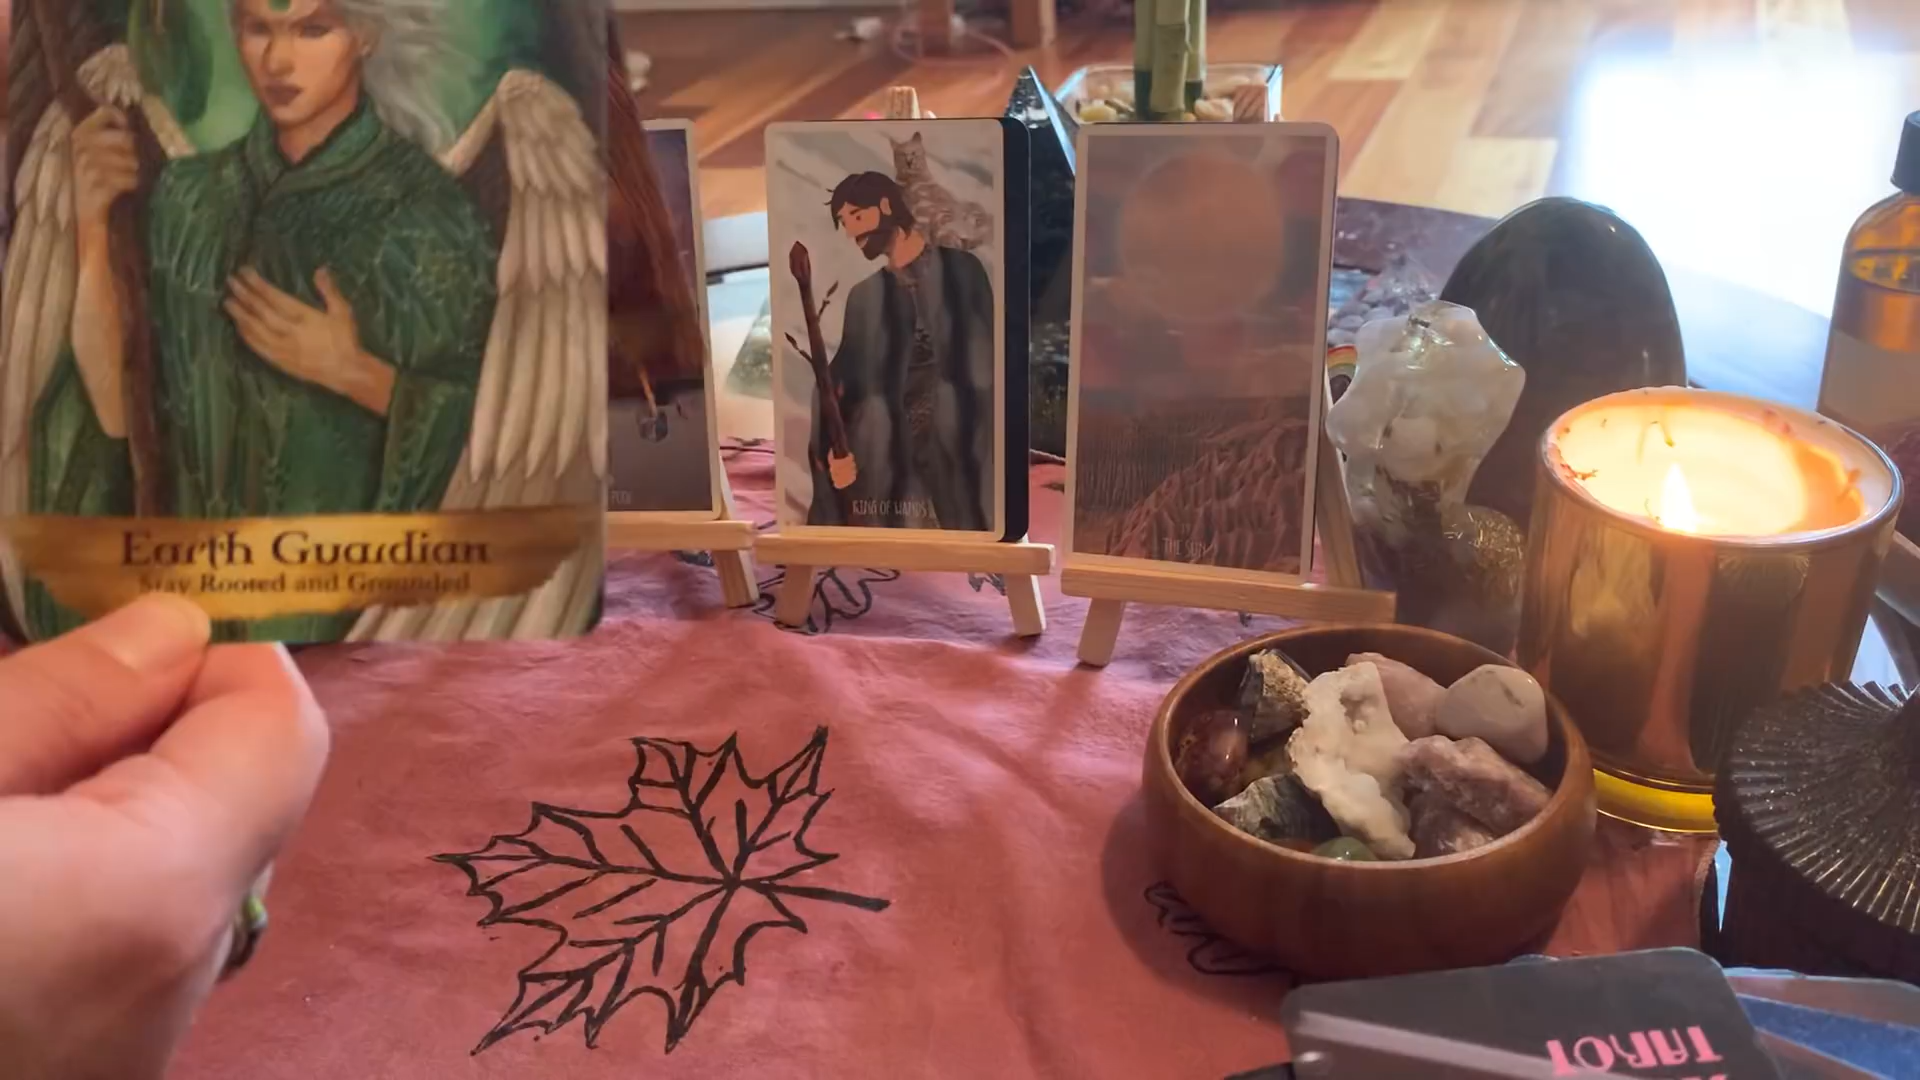 Earth Guardian
Stay Rooted and Grounded
KING OF WANDS
THE SUN
TAROT